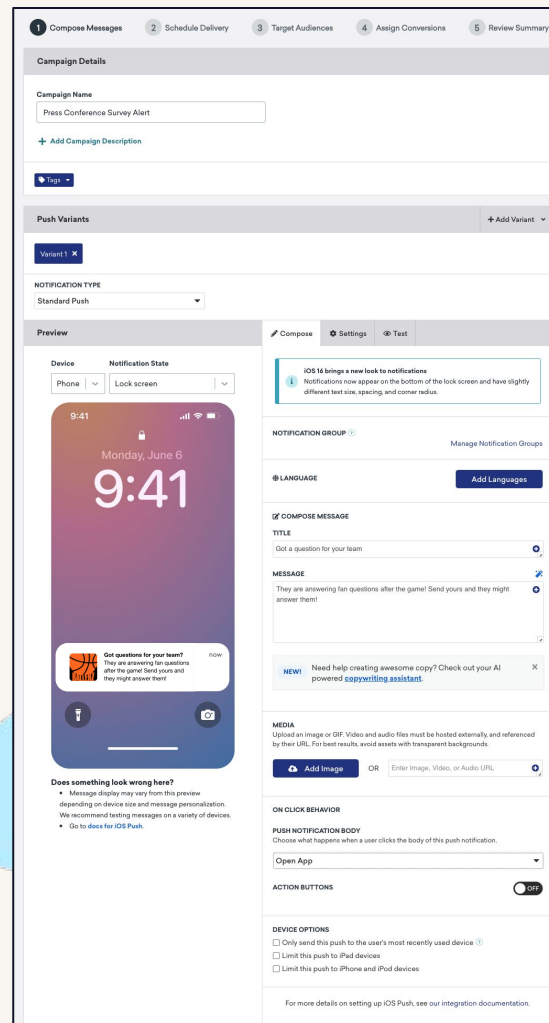 1 Compose Messages 2 Schedule Delivery 3 Target Audiences 4 Assign Conversions 5 Review Summary
Campaign Details
Campaign Name
Press Conference Survey Alert
+ Add Campaign Description
Tags
Push Variants
+ Add Variant
Variant 1 ×
NOTIFICATION TYPE
Standard Push
Preview
Device Notification State
Phone Lock screen
9:41
Monday, June 6
9:41
Got questions for your team? now
They are answering fan questions
after the game! Send yours and
they might answer them!
Does something look wrong here?
• Message display may vary from this preview
depending on device size and message personalization.
We recommend testing messages on a variety of devices.
• Go to docs for iOS Push.
Compose Settings Test
iOS 16 brings a new look to notifications
Notifications now appear on the bottom of the lock screen and have slightly
different text size, spacing, and corner radius.
NOTIFICATION GROUP
Manage Notification Groups
LANGUAGE
Add Languages
COMPOSE MESSAGE
TITLE
Got a question for your team
MESSAGE
They are answering fan questions after the game! Send yours and they might
answer them!
NEW! Need help creating awesome copy? Check out your AI
powered copywriting assistant.
MEDIA
Upload an image or GIF. Video and audio files must be hosted externally, and referenced
by their URL. For best results, avoid assets with transparent backgrounds.
Add Image OR Enter Image, Video, or Audio URL
ON CLICK BEHAVIOR
PUSH NOTIFICATION BODY
Choose what happens when a user clicks the body of this push notification.
Open App
ACTION BUTTONS
OFF
DEVICE OPTIONS
Only send this push to the user's most recently used device
Limit this push to iPad devices
Limit this push to iPhone and iPod devices
For more details on setting up iOS Push, see our integration documentation.